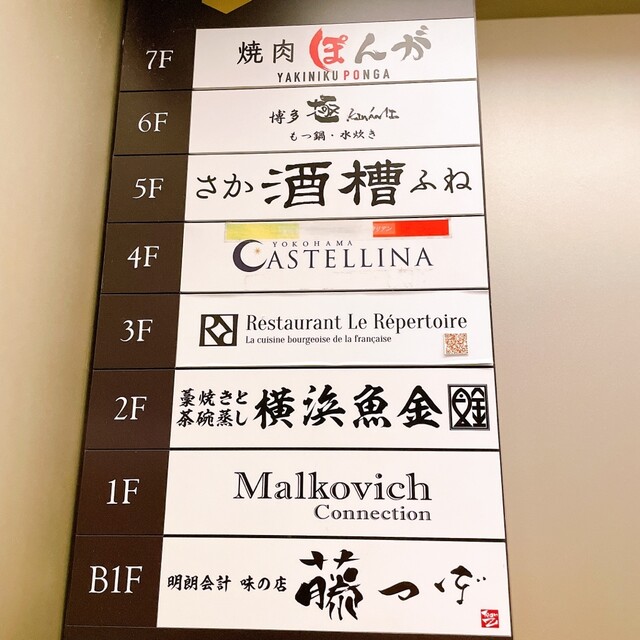 7F
焼肉 ぽんが
YAKINIKU PONGA
6F
博多 極 KIWAMI
もつ鍋・水炊き
5F
さか酒槽ふね
4F
YOKOHAMA
CASTELLINA
3F
Restaurant Le Répertoire
La cuisine bourgeoise de la française
2F
藁焼きと
茶碗蒸し
横浜魚金
1F
Malkovich
Connection
B1F
明朗会計 味の店 藤つぼ